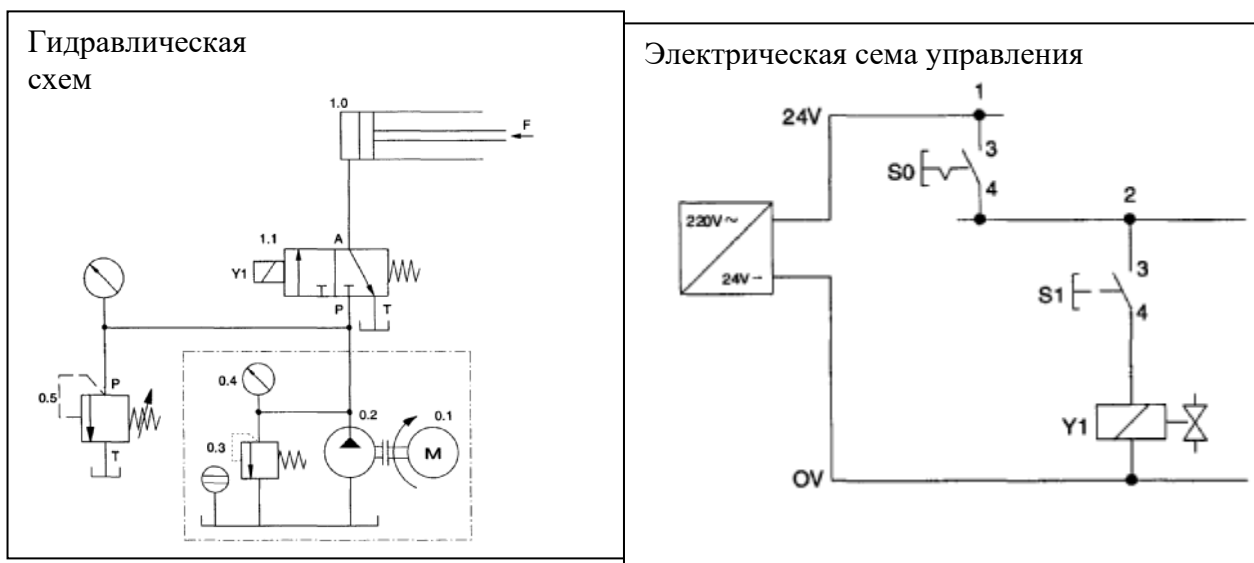 Гидравлическая
схем
1.0
F
1.1
A
Y1
P
T
0.5
P
T
0.4
0.2
0.1
0.3
M
Электрическая сема управления
1
24V
3
S0
4
2
220V~
24V-
3
S1
4
Y1
OV